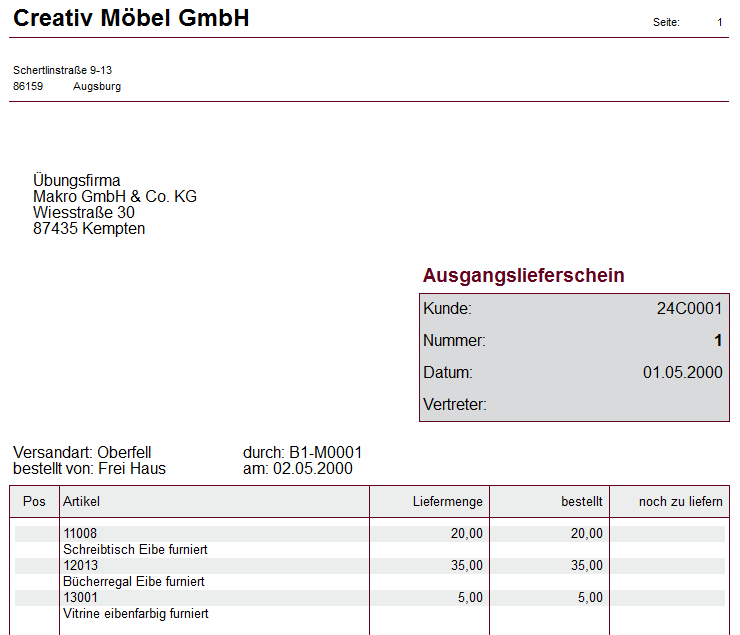 Creativ Möbel GmbH
Seite: 1
Schertlinstraße 9-13
86159 Augsburg
Übungsfirma
Makro GmbH & Co. KG
Wiesstraße 30
87435 Kempten
Ausgangslieferschein
Kunde: 24C0001
Nummer: 1
Datum: 01.05.2000
Vertreter:
Versandart: Oberfell durch: B1-M0001
bestellt von: Frei Haus am: 02.05.2000
Pos Artikel Liefermenge bestellt noch zu liefern
11008 20,00 20,00
Schreibtisch Eibe furniert
12013 35,00 35,00
Bücherregal Eibe furniert
13001 5,00 5,00
Vitrine eibenfarbig furniert